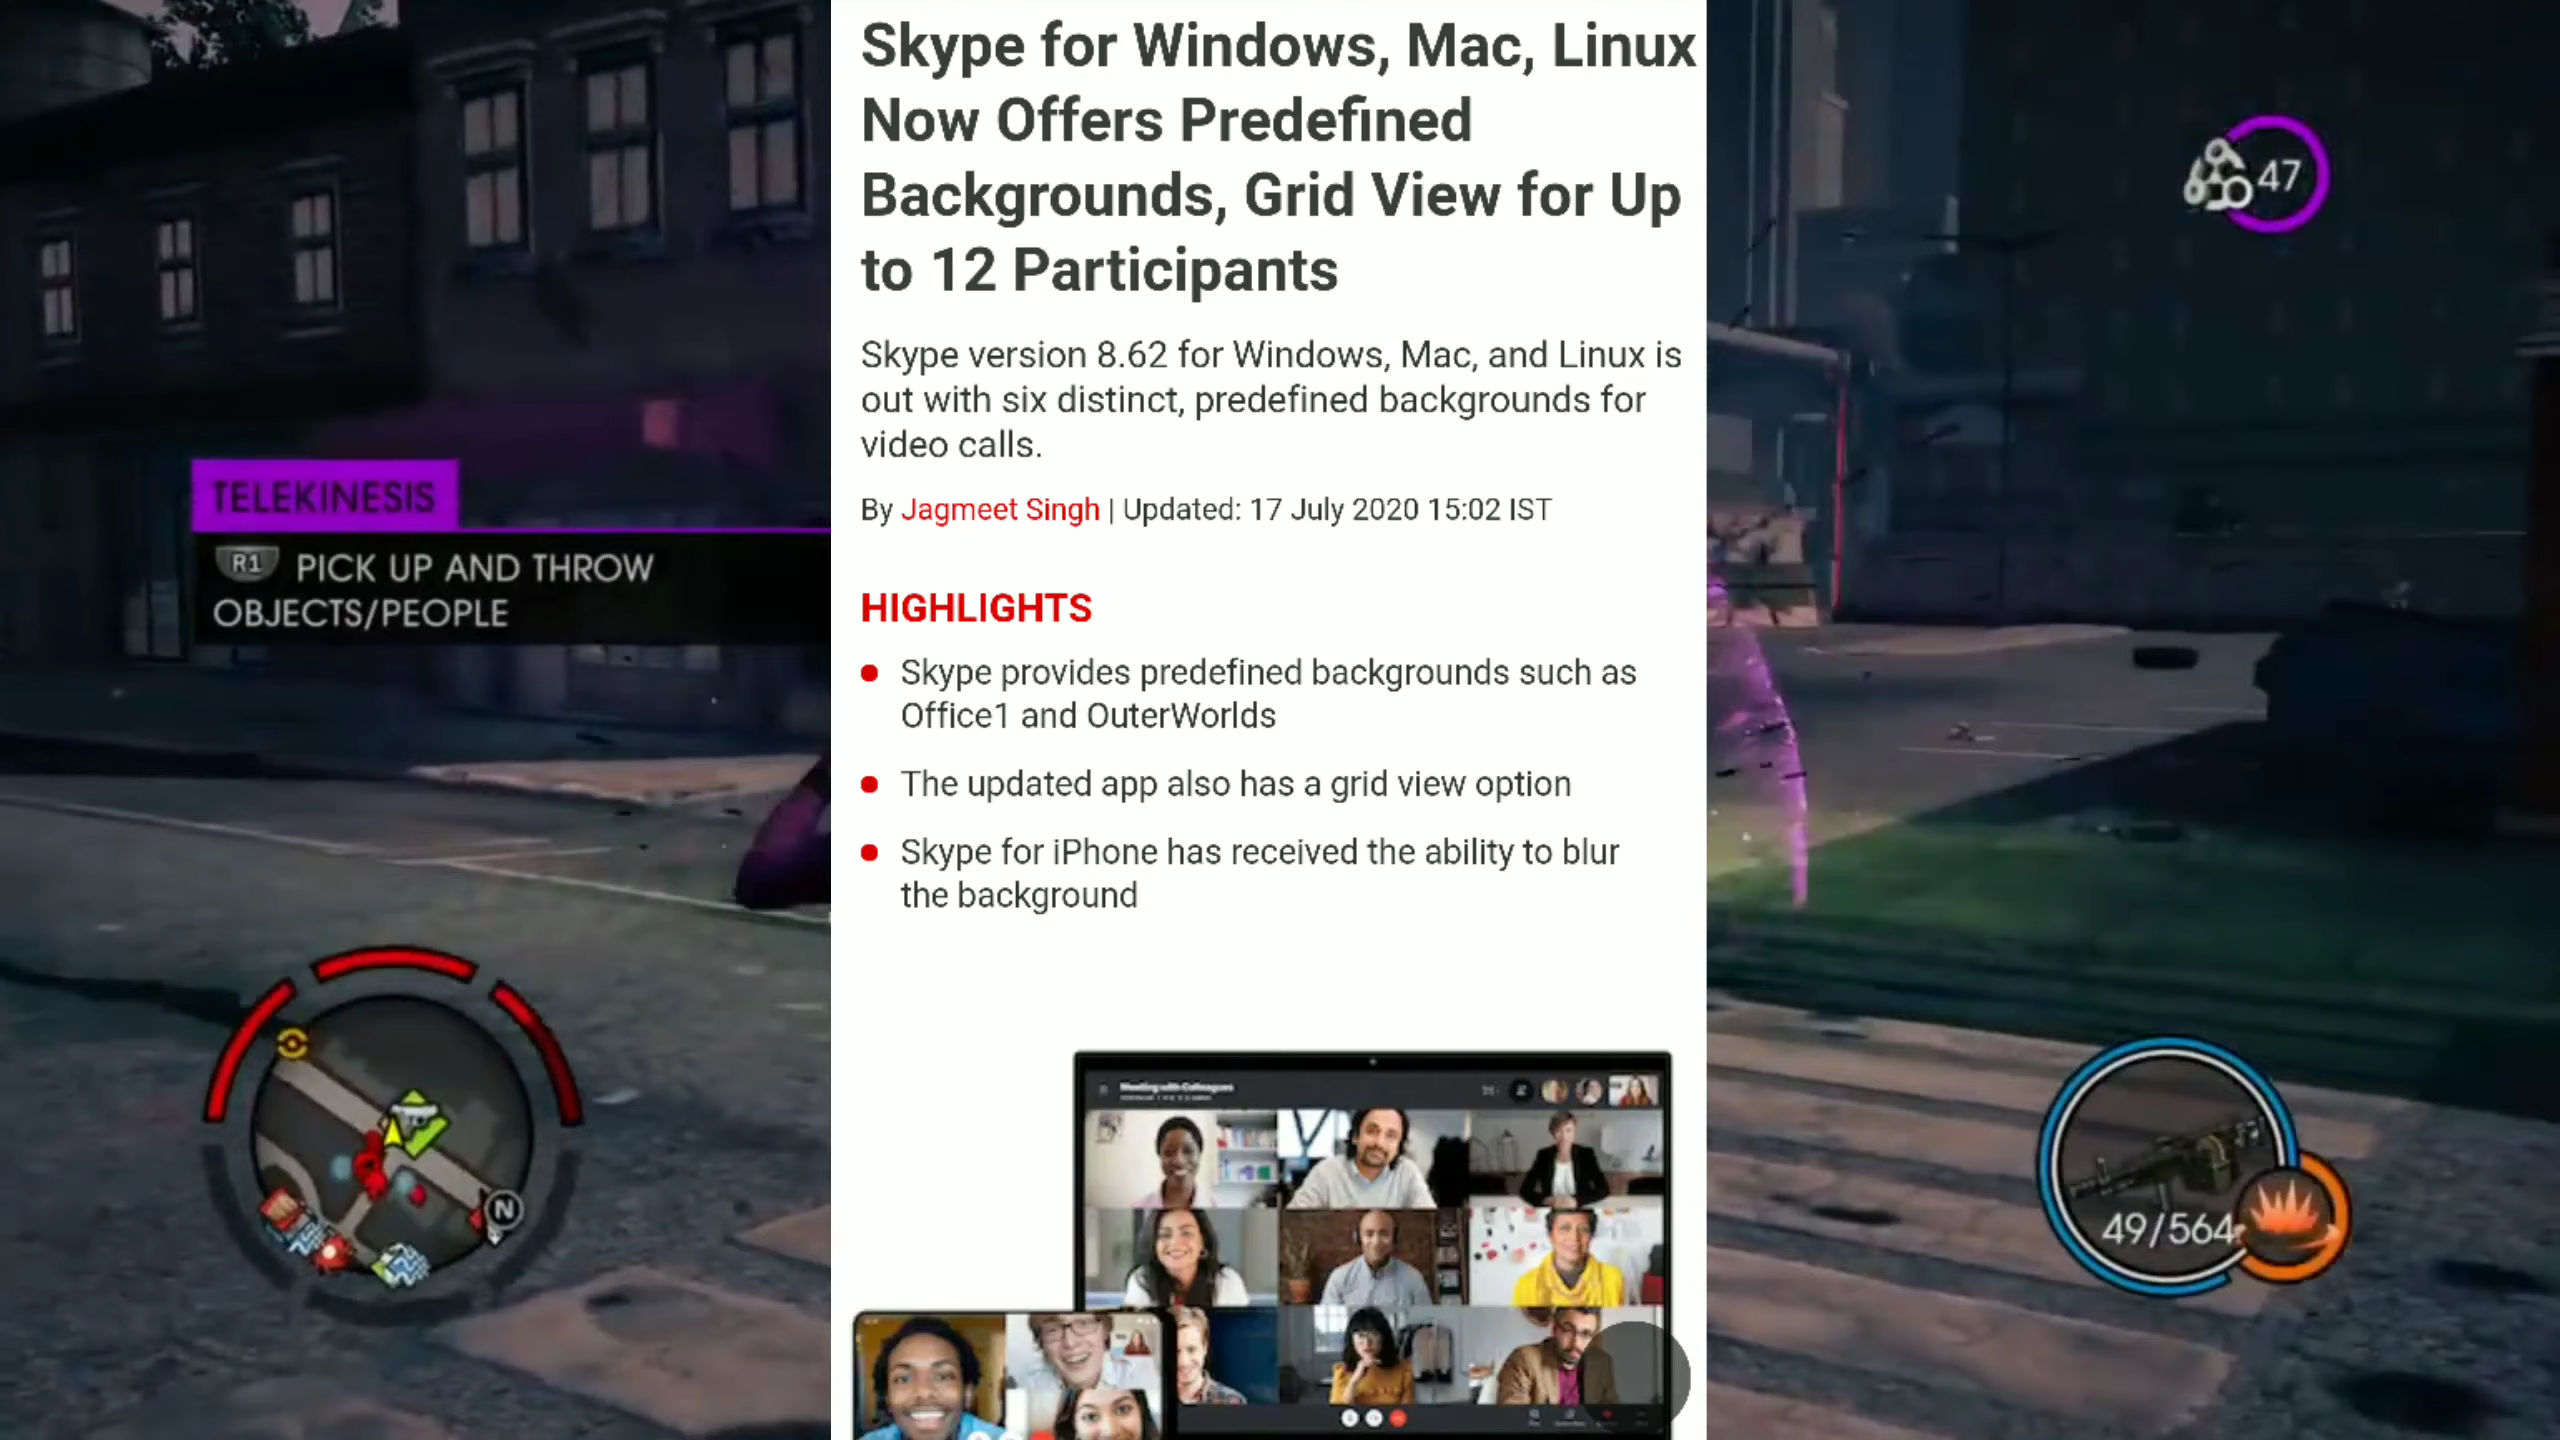 Skype for Windows, Mac, Linux
Now Offers Predefined
Backgrounds, Grid View for Up
to 12 Participants
Skype version 8.62 for Windows, Mac, and Linux is
out with six distinct, predefined backgrounds for
video calls.
By Jagmeet Singh | Updated: 17 July 2020 15:02 IST
HIGHLIGHTS
Skype provides predefined backgrounds such as
Office1 and OuterWorlds
The updated app also has a grid view option
Skype for iPhone has received the ability to blur
the background
Meeting with Colleagues
TELEKINESIS
R1 PICK UP AND THROW
OBJECTS/PEOPLE
N
47
49/564